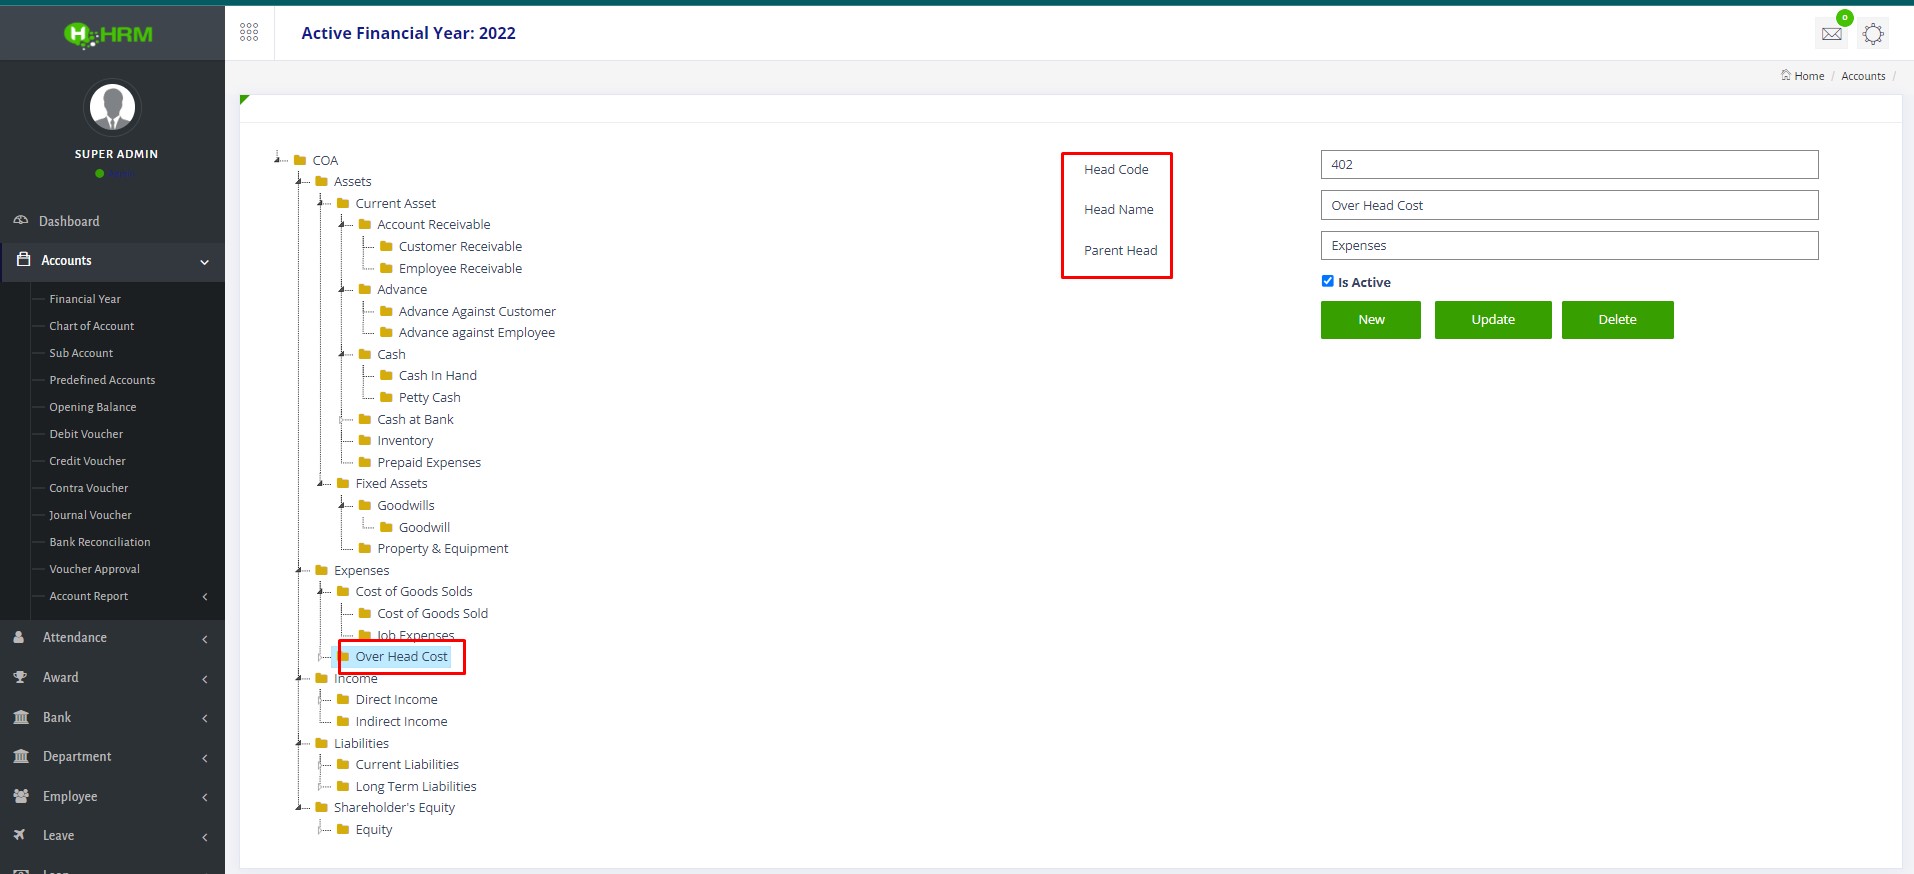 HRM
Active Financial Year: 2022
0
Home / Accounts /
SUPER ADMIN
Dashboard
Accounts
Financial Year
Chart of Account
Sub Account
Predefined Accounts
Opening Balance
Debit Voucher
Credit Voucher
Contra Voucher
Journal Voucher
Bank Reconciliation
Voucher Approval
Account Report
Attendance
Award
Bank
Department
Employee
Leave
COA
Assets
Current Asset
Account Receivable
Customer Receivable
Employee Receivable
Advance
Advance Against Customer
Advance against Employee
Cash
Cash In Hand
Petty Cash
Cash at Bank
Inventory
Prepaid Expenses
Fixed Assets
Goodwills
Goodwill
Property & Equipment
Expenses
Cost of Goods Solds
Cost of Goods Sold
Job Expenses
Over Head Cost
Income
Direct Income
Indirect Income
Liabilities
Current Liabilities
Long Term Liabilities
Shareholder's Equity
Equity
Head Code 402
Head Name Over Head Cost
Parent Head Expenses
Is Active
New Update Delete